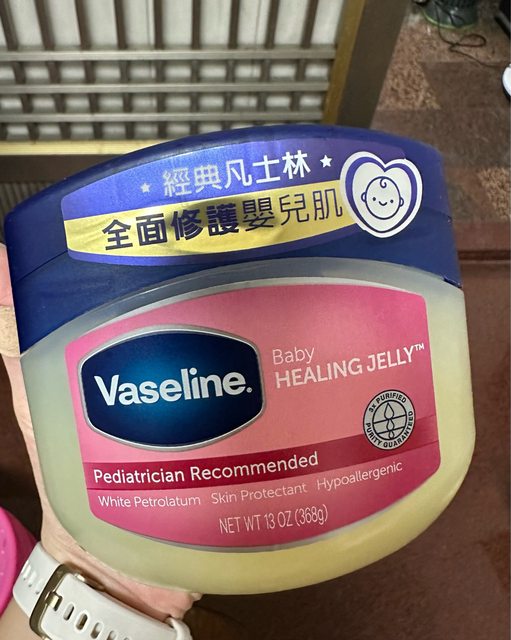 經典凡士林
全面修護嬰兒肌
Vaseline.
Baby
HEALING JELLY™
3x PURIFIED
PURITY GUARANTEED
Pediatrician Recommended
White Petrolatum Skin Protectant Hypoallergenic
NET WT 13 OZ (368g)